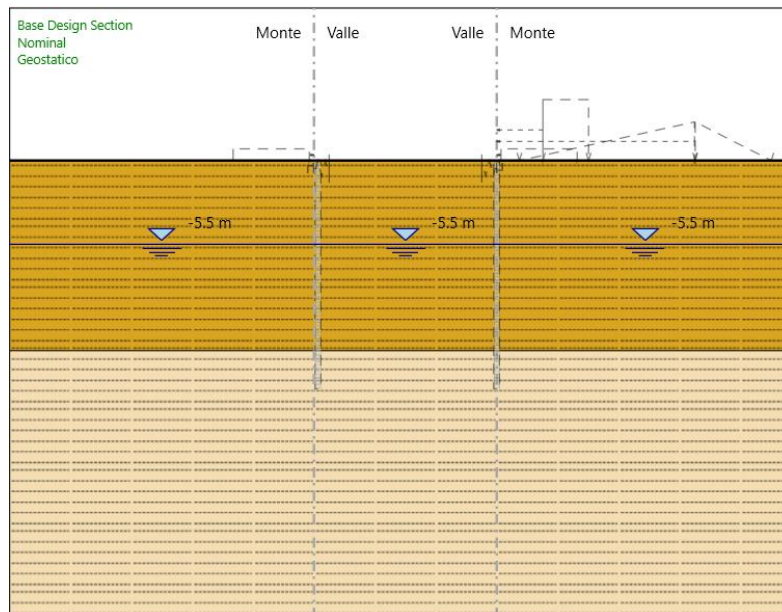 Base Design Section
Nominal
Geostatico
Monte Valle Valle Monte
-5.5 m -5.5 m -5.5 m